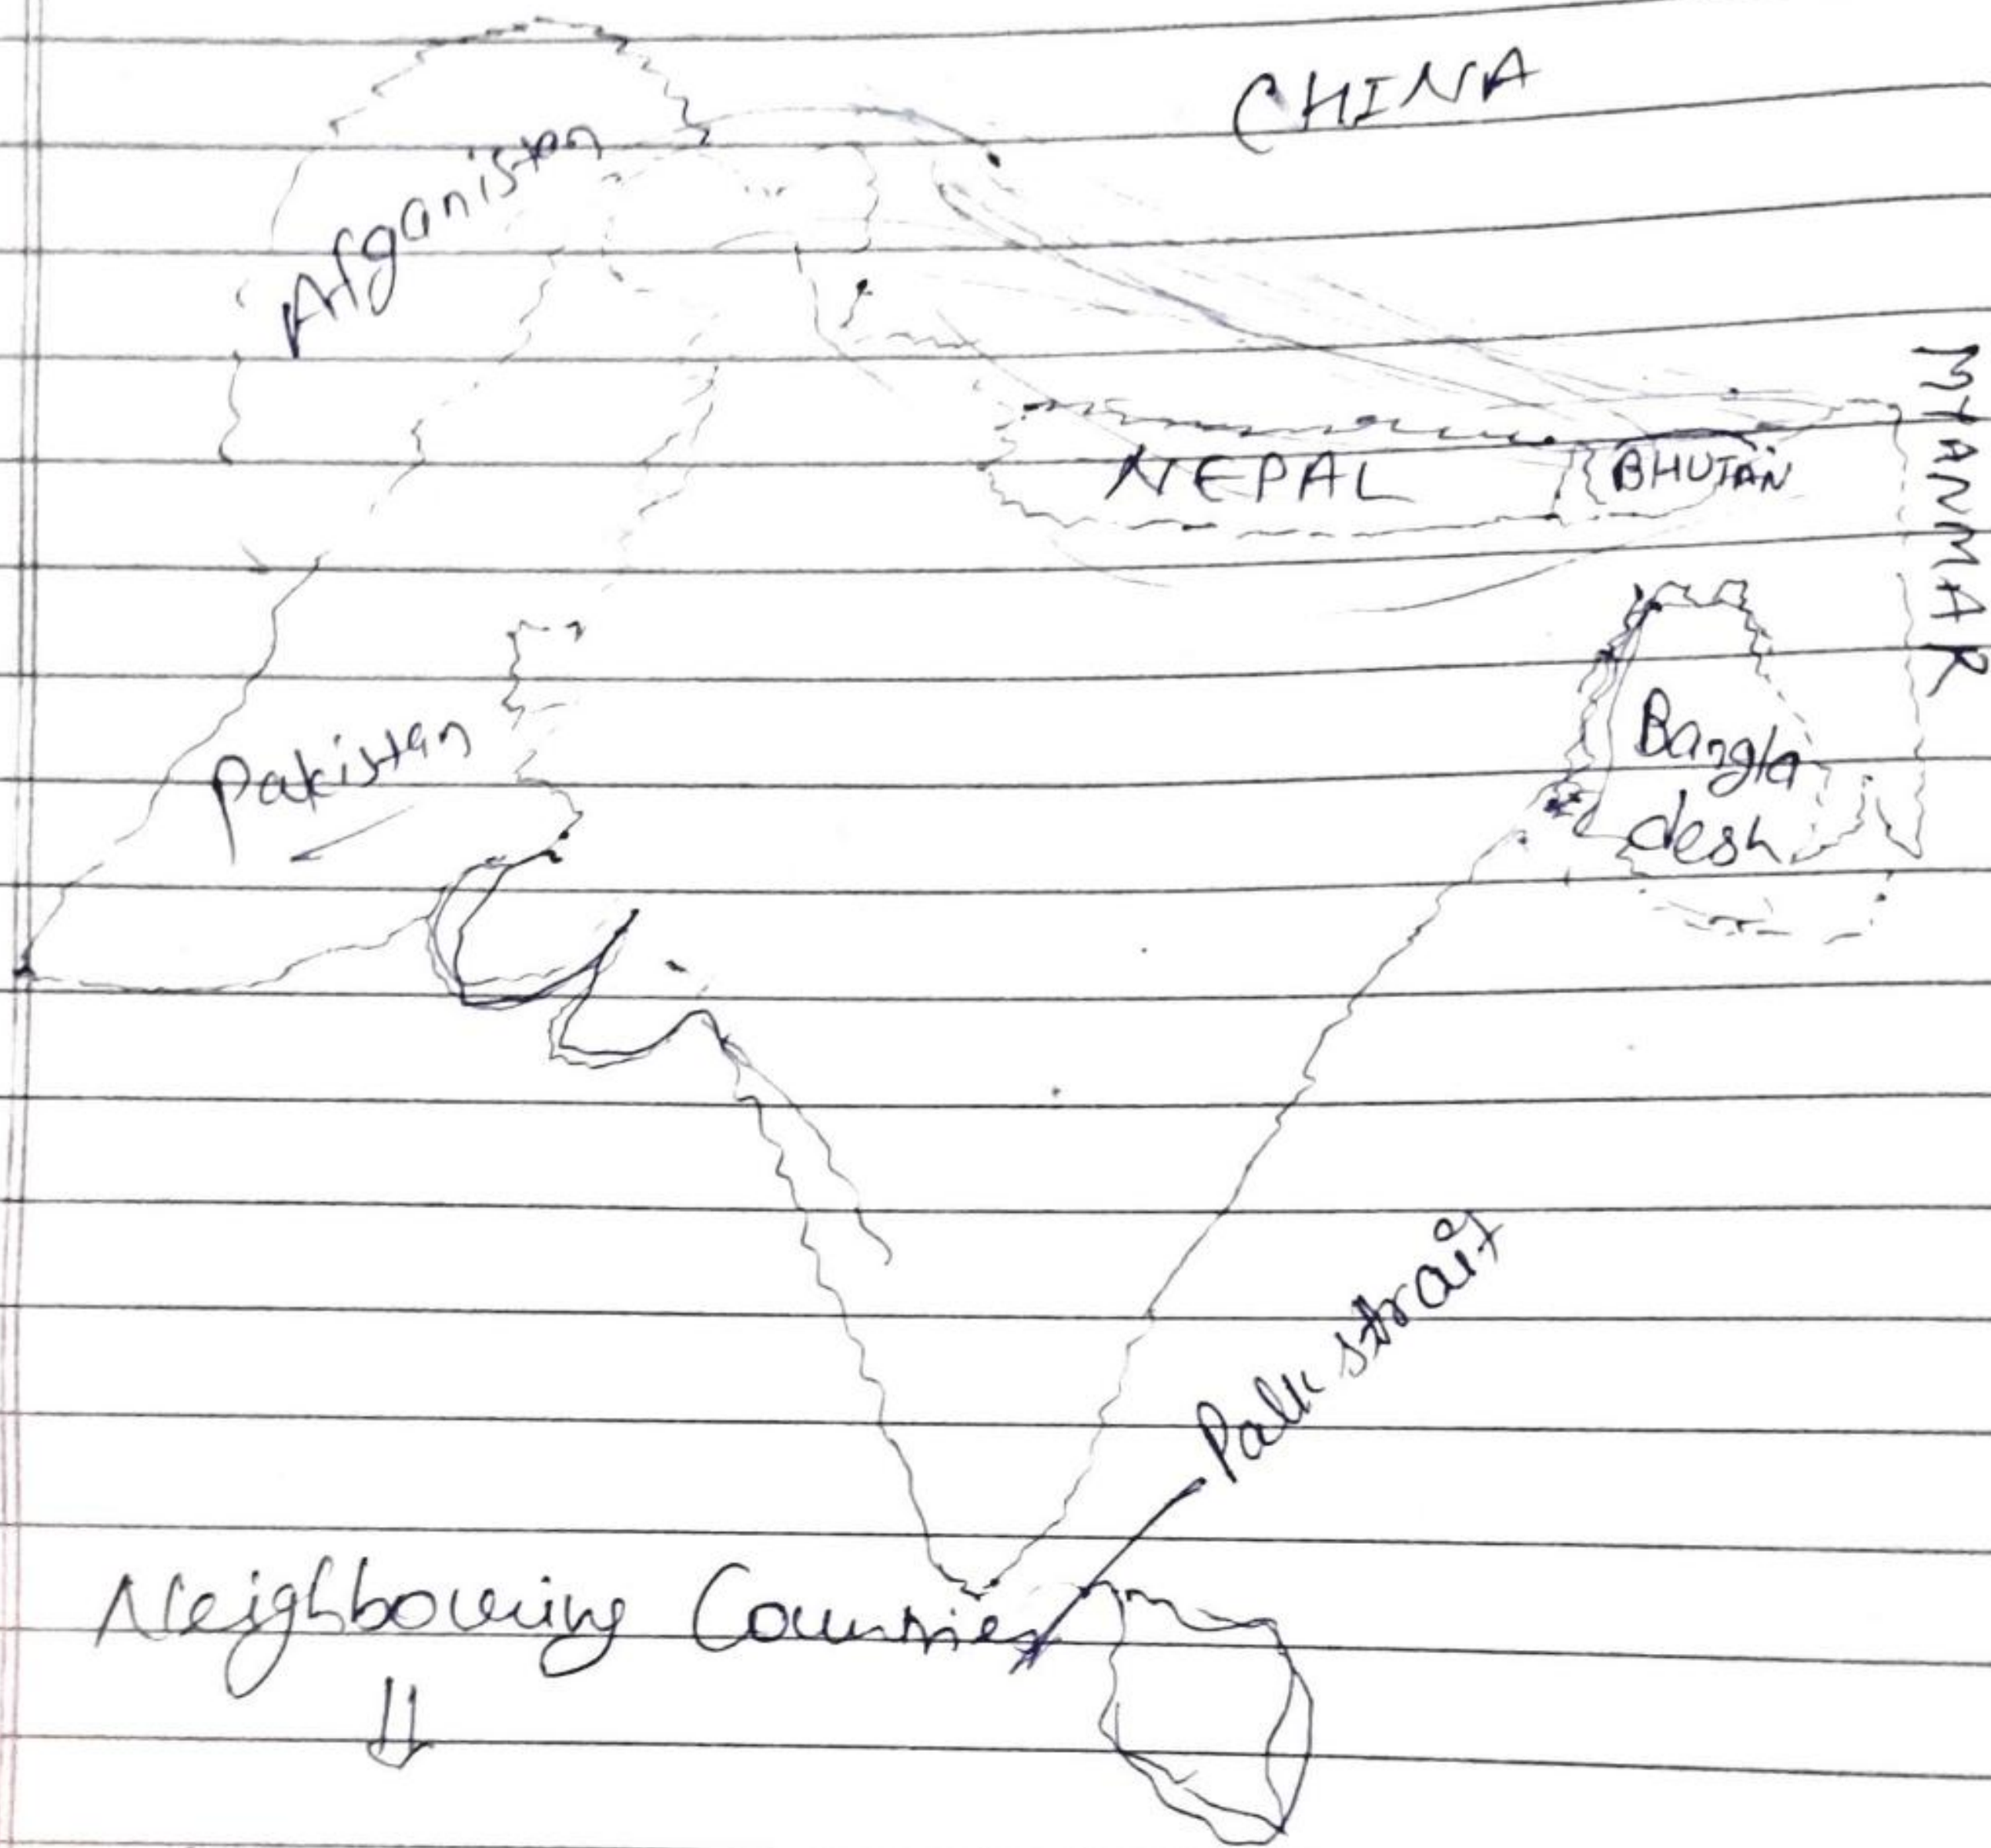 CHINA
Afganistan
MYANMAR
NEPAL
BHUTAN
Bangla
desh
Pakistan
Palk strait
Neighbouring Countries